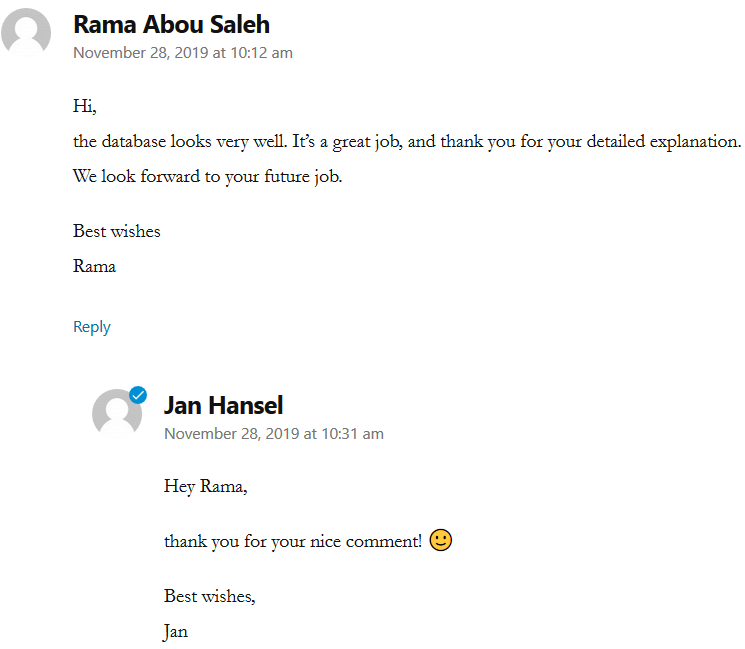 Rama Abou Saleh
November 28, 2019 at 10:12 am
Hi,
the database looks very well. It’s a great job, and thank you for your detailed explanation.
We look forward to your future job.
Best wishes
Rama
Reply
Jan Hansel
November 28, 2019 at 10:31 am
Hey Rama,
thank you for your nice comment! 🙂
Best wishes,
Jan